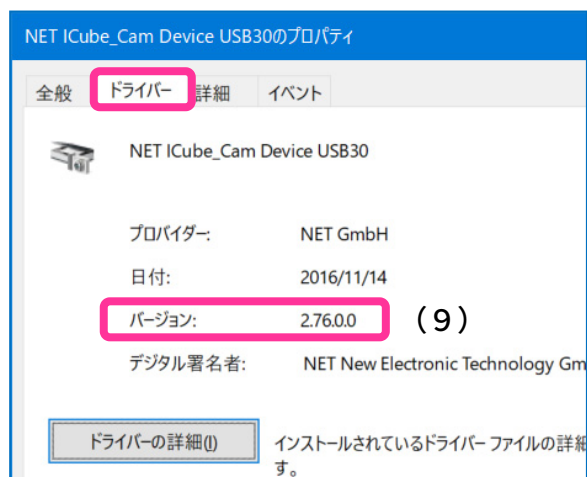 NET ICube_Cam Device USB30のプロパティ
全般 ドライバー 詳細 イベント
NET ICube_Cam Device USB30
プロバイダー: NET GmbH
日付: 2016/11/14
バージョン: 2.76.0.0 (9)
デジタル署名者: NET New Electronic Technology Gm
ドライバーの詳細(I) インストールされているドライバー ファイルの詳細
す。